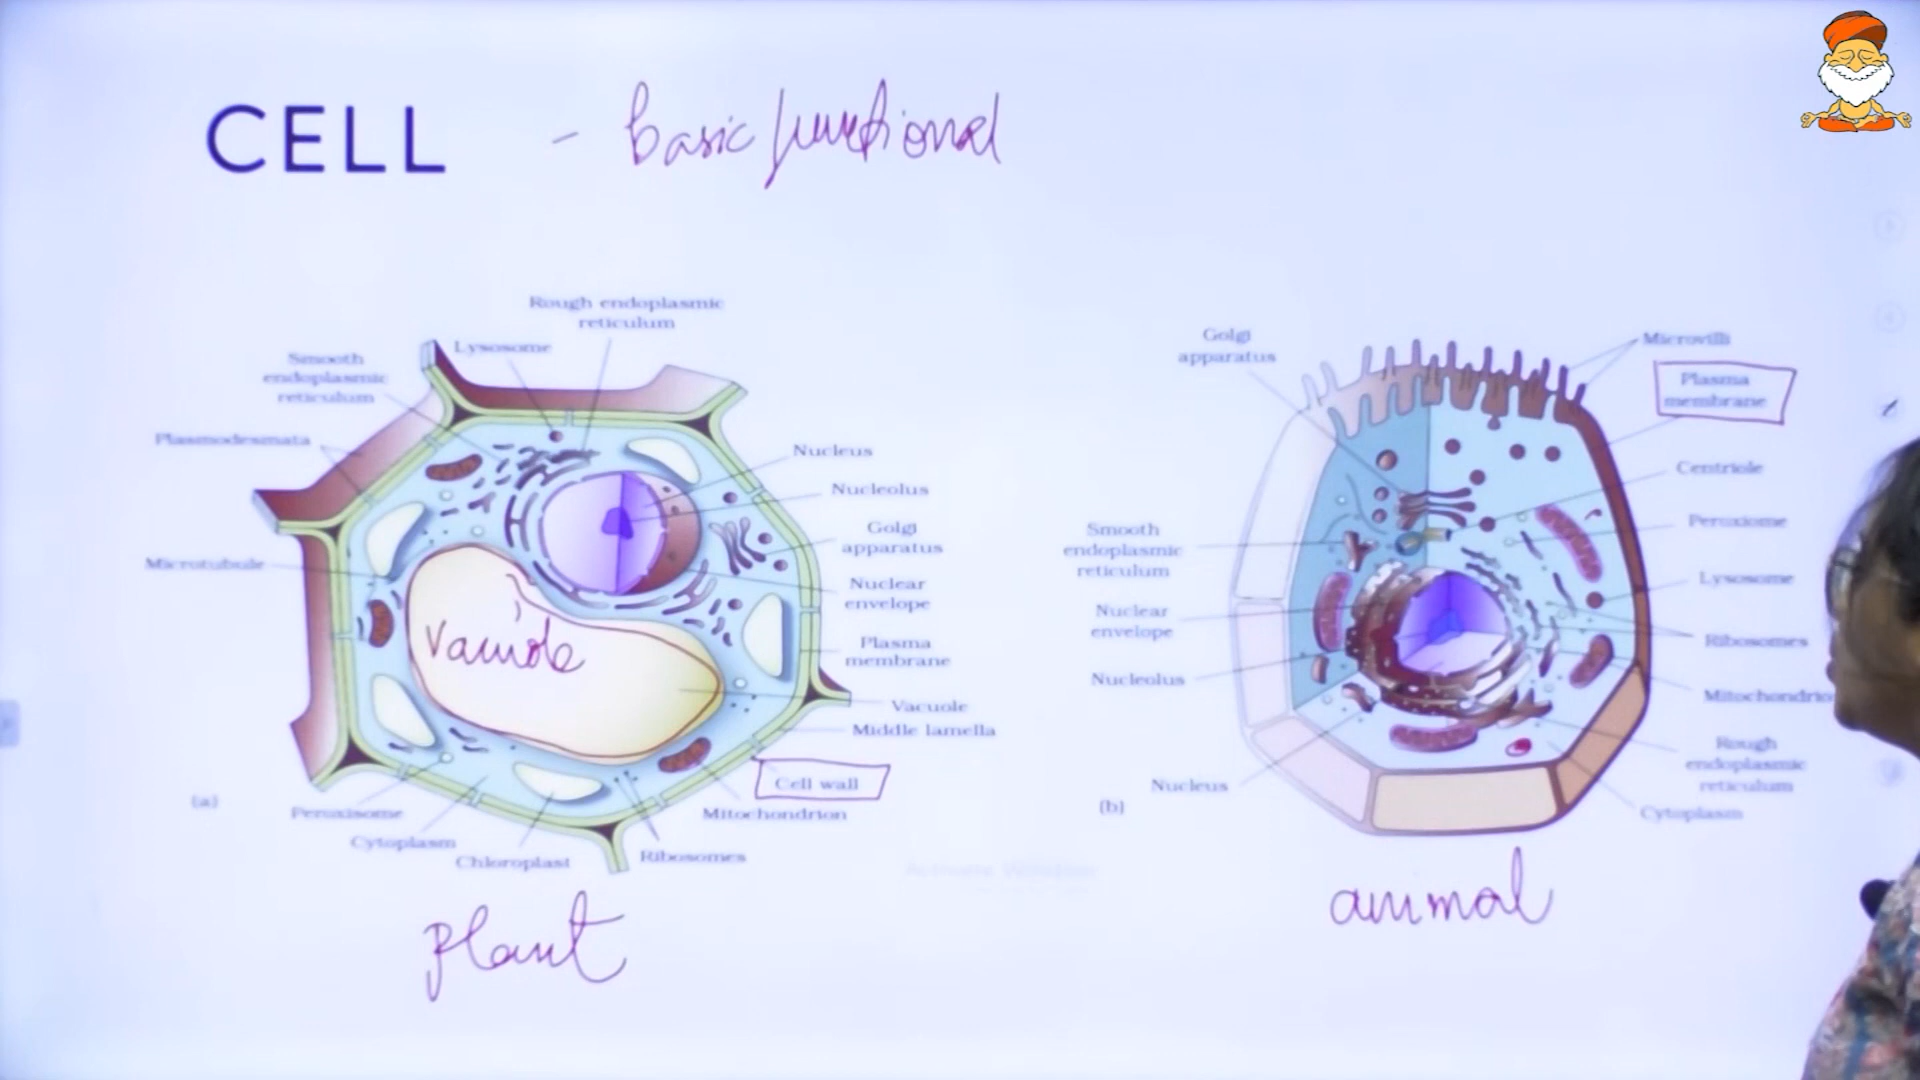 CELL - basic functional
Rough endoplasmic
reticulum
Lysosome
Smooth
endoplasmic
reticulum
Plasmodesmata
Microtubule
Nucleus
Nucleolus
Golgi
apparatus
Nuclear
envelope
Plasma
membrane
Vacuole
Vacuole
Middle lamella
Cell wall
Mitochondrion
Ribosomes
Chloroplast
Cytoplasm
Peroxisome
(a)
plant
Golgi
apparatus
Microvilli
Plasma
membrane
Centriole
Peroxiome
Lysosome
Ribosomes
Mitochondrio
Rough
endoplasmic
reticulum
Cytoplasm
Smooth
endoplasmic
reticulum
Nuclear
envelope
Nucleolus
Nucleus
(b)
animal